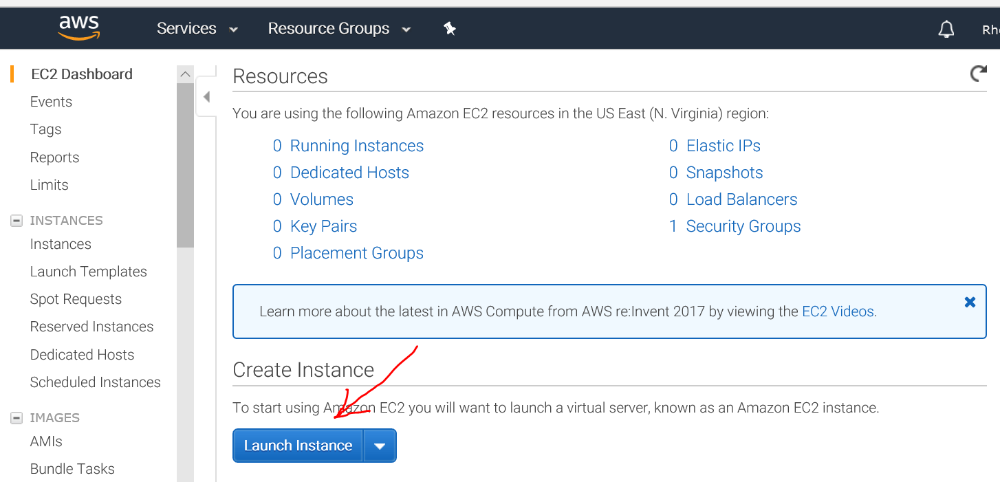 aws Services Resource Groups
EC2 Dashboard
Events
Tags
Reports
Limits
INSTANCES
Instances
Launch Templates
Spot Requests
Reserved Instances
Dedicated Hosts
Scheduled Instances
IMAGES
AMIs
Bundle Tasks
Resources
You are using the following Amazon EC2 resources in the US East (N. Virginia) region:
0 Running Instances
0 Elastic IPs
0 Dedicated Hosts
0 Snapshots
0 Volumes
0 Load Balancers
0 Key Pairs
1 Security Groups
0 Placement Groups
Learn more about the latest in AWS Compute from AWS re:Invent 2017 by viewing the EC2 Videos.
Create Instance
To start using Amazon EC2 you will want to launch a virtual server, known as an Amazon EC2 instance.
Launch Instance